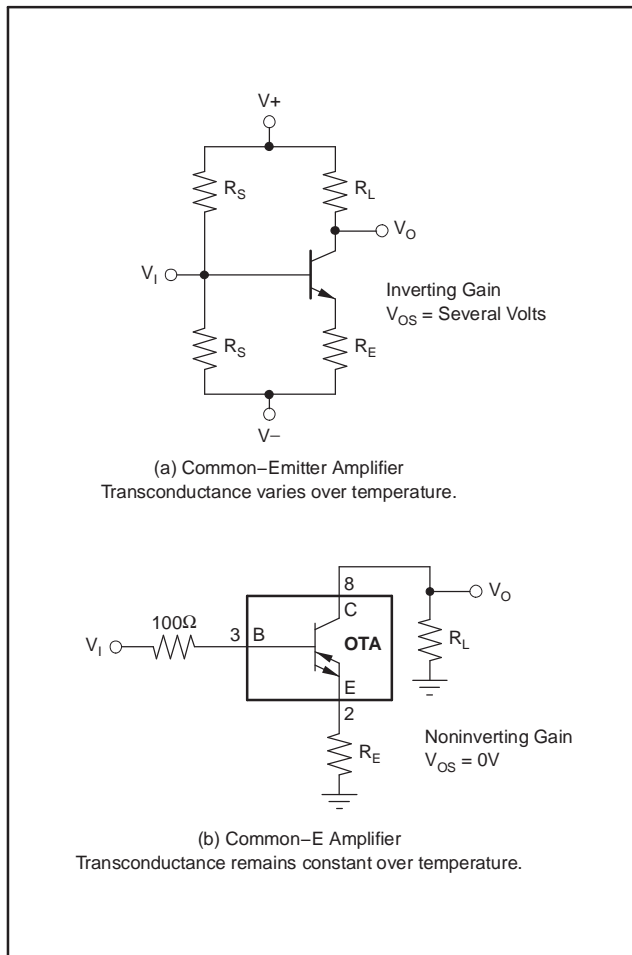 V+
R_S
R_L
V_O
V_I
Inverting Gain
V_OS = Several Volts
R_S
R_E
V−
(a) Common−Emitter Amplifier
Transconductance varies over temperature.
8
V_O
100Ω
C
3
B
OTA
V_I
R_L
E
2
Noninverting Gain
V_OS = 0V
R_E
(b) Common−E Amplifier
Transconductance remains constant over temperature.